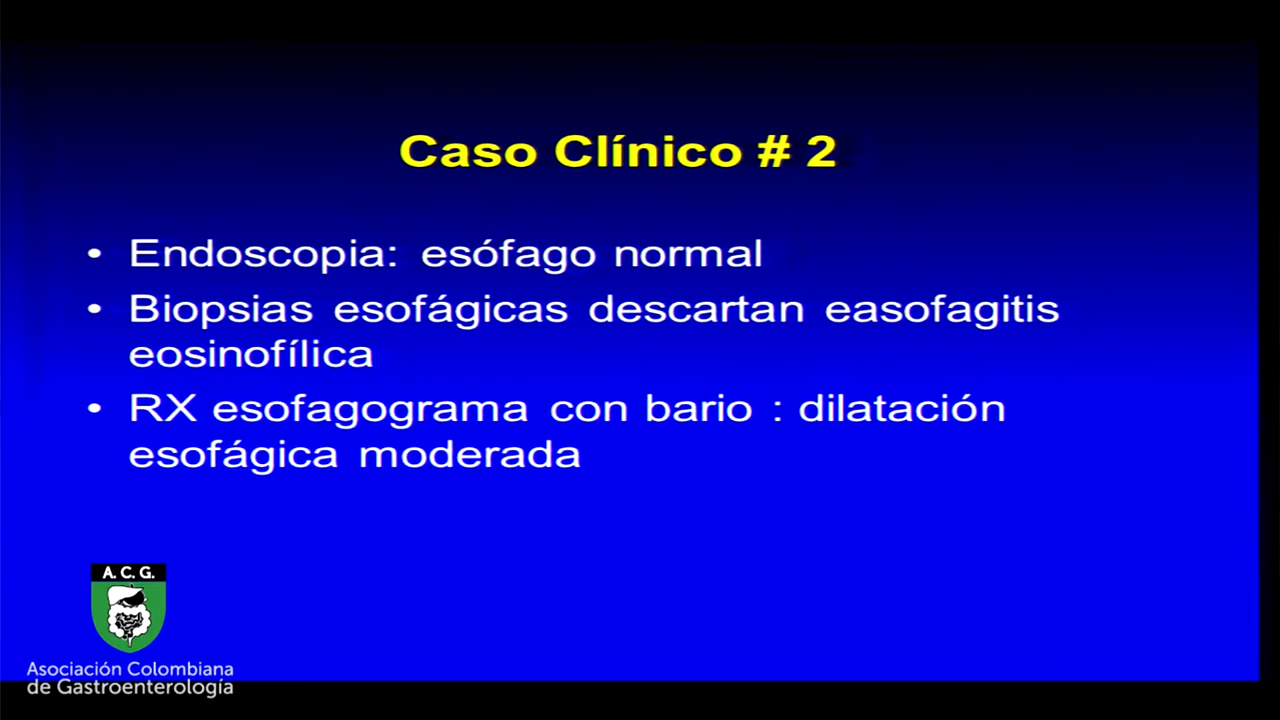 Caso Clínico # 2
• Endoscopia: esófago normal
• Biopsias esofágicas descartan easofagitis
eosinofílica
• RX esofagograma con bario : dilatación
esofágica moderada
A. C. G.
Asociación Colombiana
de Gastroenterología